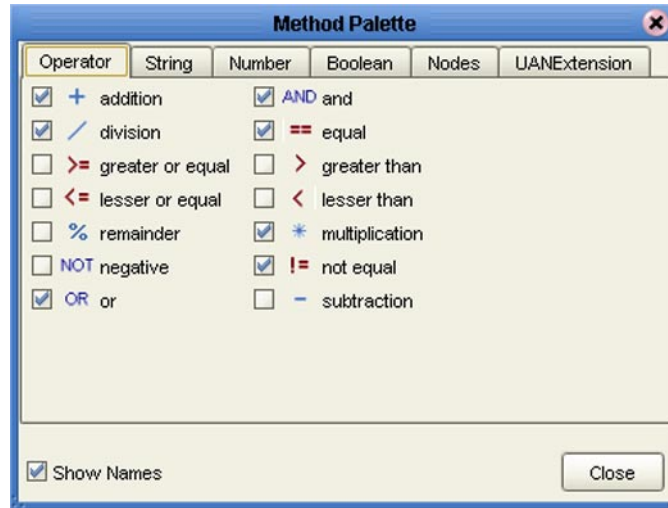 Method Palette
Operator String Number Boolean Nodes UANExtension
+ addition AND and
/ division == equal
>= greater or equal > greater than
<= lesser or equal < lesser than
% remainder * multiplication
NOT negative != not equal
OR or - subtraction
Show Names Close